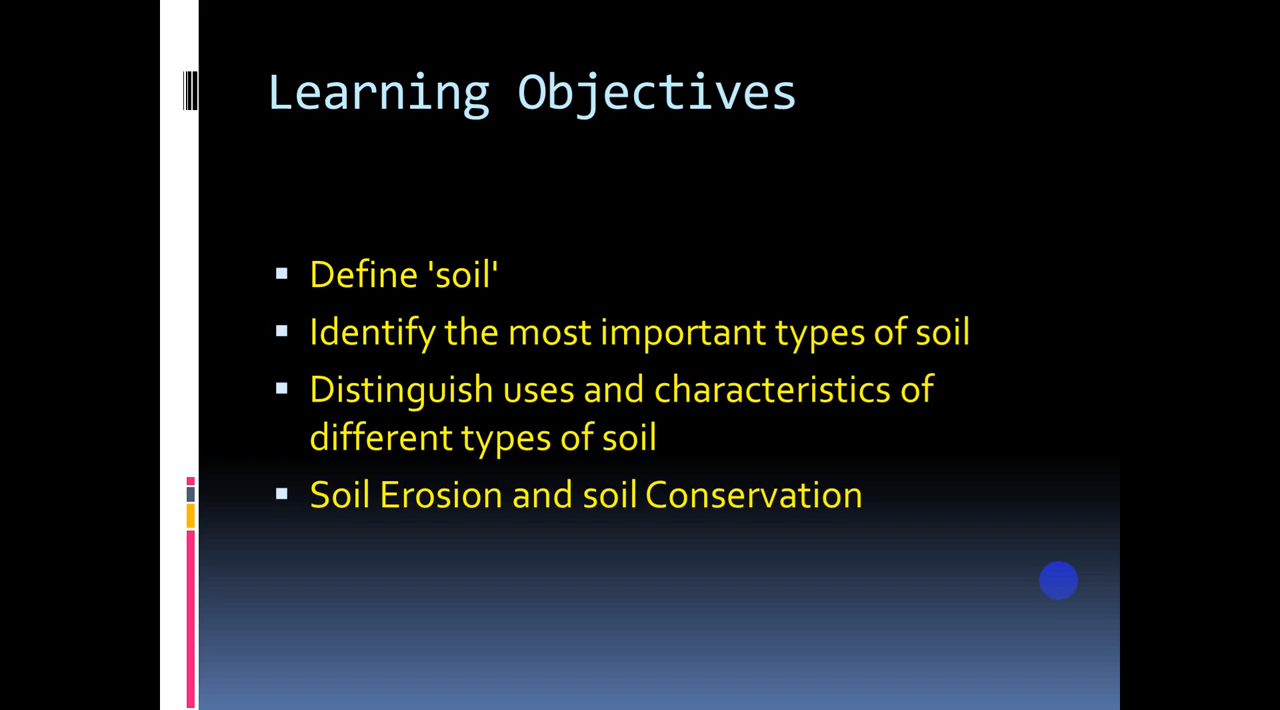 Learning Objectives
Define 'soil'
Identify the most important types of soil
Distinguish uses and characteristics of
different types of soil
Soil Erosion and soil Conservation